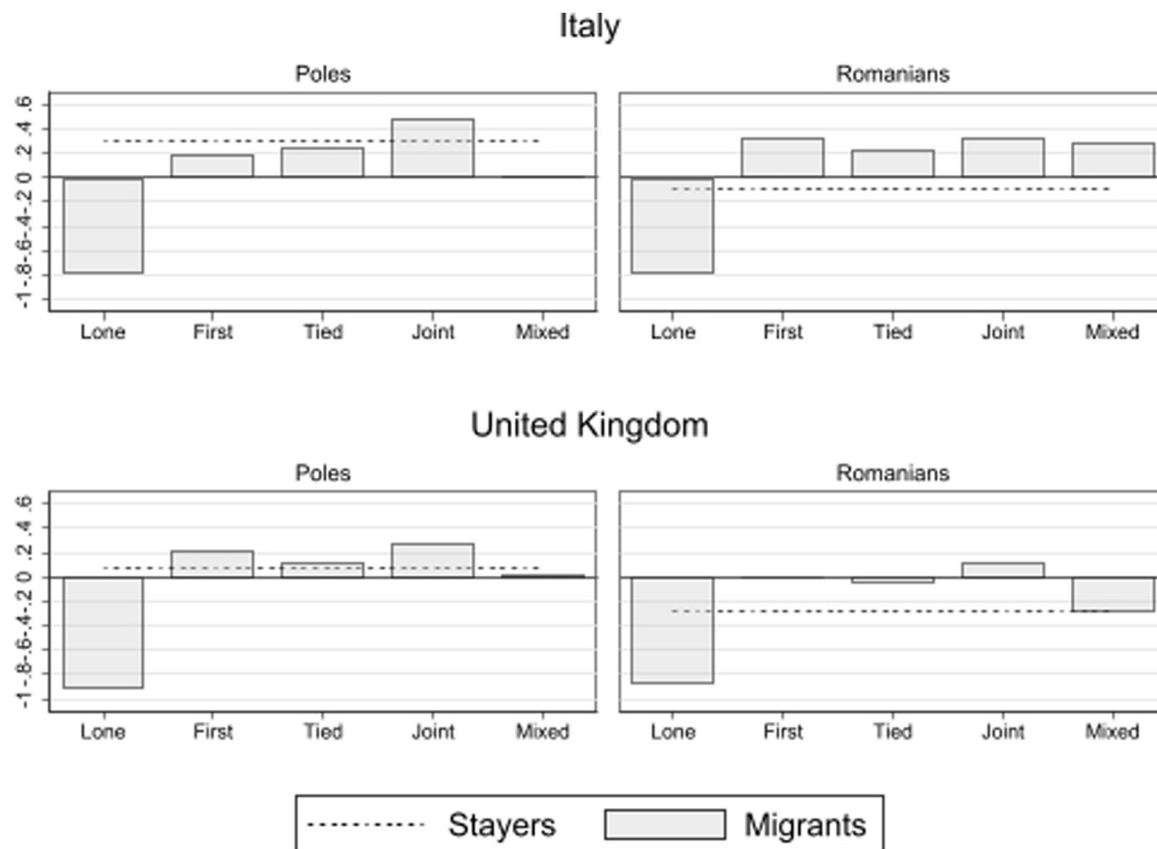 Italy
Poles Romanians
.6
.4
.2
0
-.2
-.4
-.6
-.8
-1
Lone First Tied Joint Mixed Lone First Tied Joint Mixed
United Kingdom
Poles Romanians
.6
.4
.2
0
-.2
-.4
-.6
-.8
-1
Lone First Tied Joint Mixed Lone First Tied Joint Mixed
Stayers Migrants